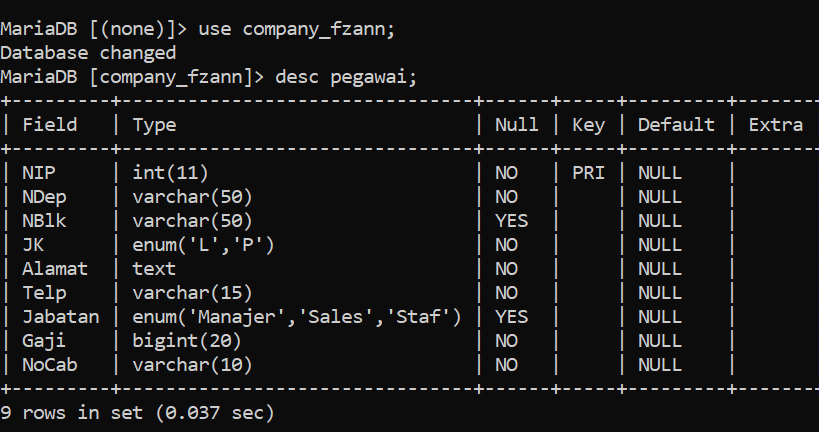 MariaDB [(none)]> use company_fzann;
Database changed
MariaDB [company_fzann]> desc pegawai;
+---------+--------------------------------+------+-----+---------+-------
| Field   | Type                           | Null | Key | Default | Extra
+---------+--------------------------------+------+-----+---------+-------
| NIP     | int(11)                        | NO   | PRI | NULL    |
| NDep    | varchar(50)                    | NO   |     | NULL    |
| NBlk    | varchar(50)                    | YES  |     | NULL    |
| JK      | enum('L','P')                  | NO   |     | NULL    |
| Alamat  | text                           | NO   |     | NULL    |
| Telp    | varchar(15)                    | NO   |     | NULL    |
| Jabatan | enum('Manajer','Sales','Staf') | YES  |     | NULL    |
| Gaji    | bigint(20)                     | NO   |     | NULL    |
| NoCab   | varchar(10)                    | NO   |     | NULL    |
+---------+--------------------------------+------+-----+---------+-------
9 rows in set (0.037 sec)